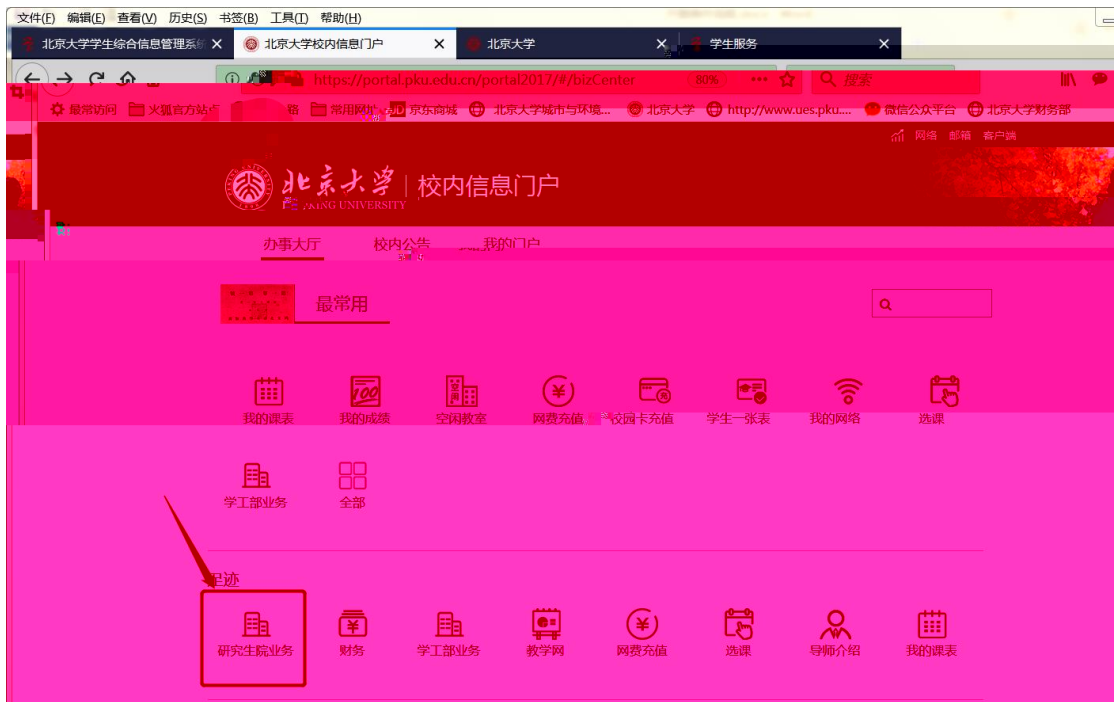 文件(F) 编辑(E) 查看(V) 历史(S) 书签(B) 工具(T) 帮助(H)
北京大学学生综合信息管理系统 北京大学校内信息门户 北京大学 学生服务
https://portal.pku.edu.cn/portal2017/#/bizCenter 80% 搜索
最常访问 火狐官方站点 常用网址 京东商城 北京大学城市与环境... 北京大学 http://www.ues.pku.... 微信公众平台 北京大学财务部
网络 邮箱 客户端
北京大学 校内信息门户
PEKING UNIVERSITY
办事大厅 校内公告 我的门户
最常用
我的课表 我的成绩 空闲教室 网费充值 校园卡充值 学生一张表 我的网络 选课
学工部业务 全部
足迹
研究生院业务 财务 学工部业务 教学网 网费充值 选课 导师介绍 我的课表